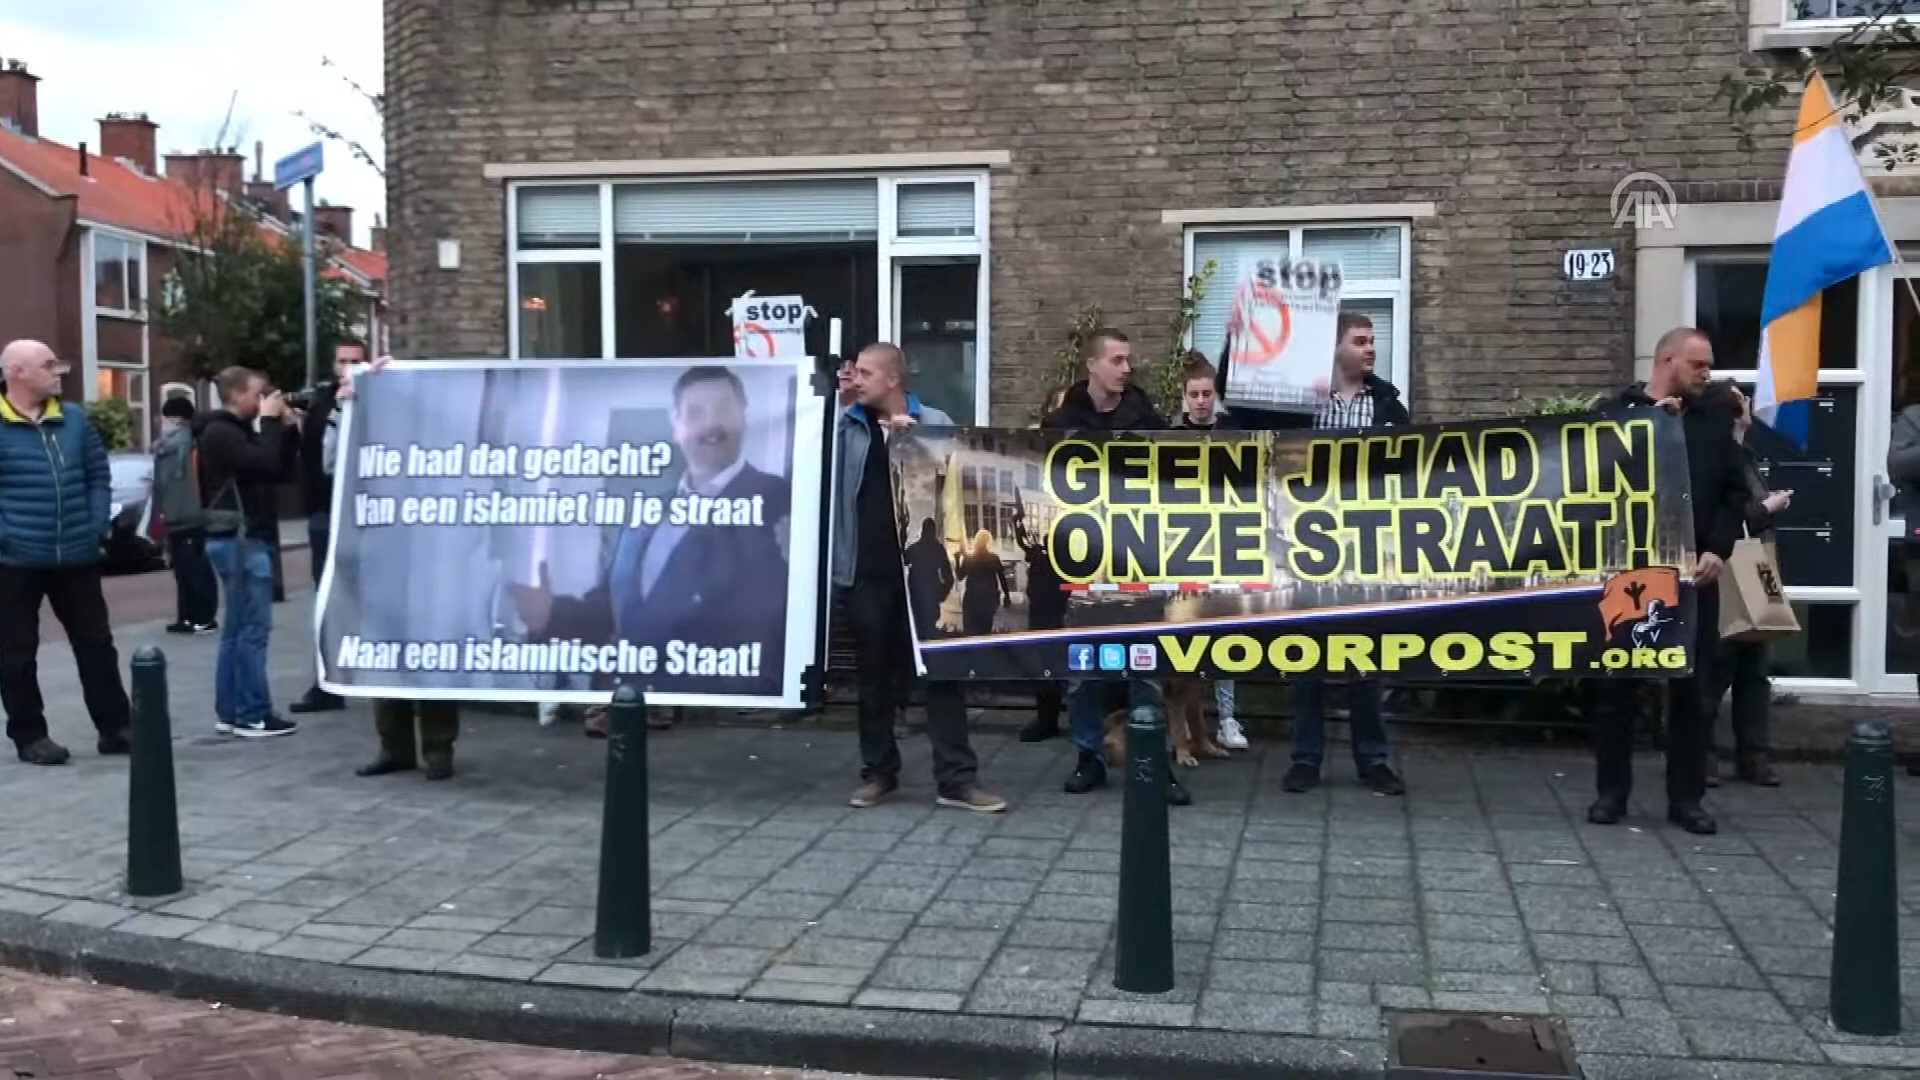 AA
19-23
stop
stop
Wie had dat gedacht?
Van een islamiet in je straat
Naar een islamitische Staat!
GEEN JIHAD IN
ONZE STRAAT!
VOORPOST.ORG